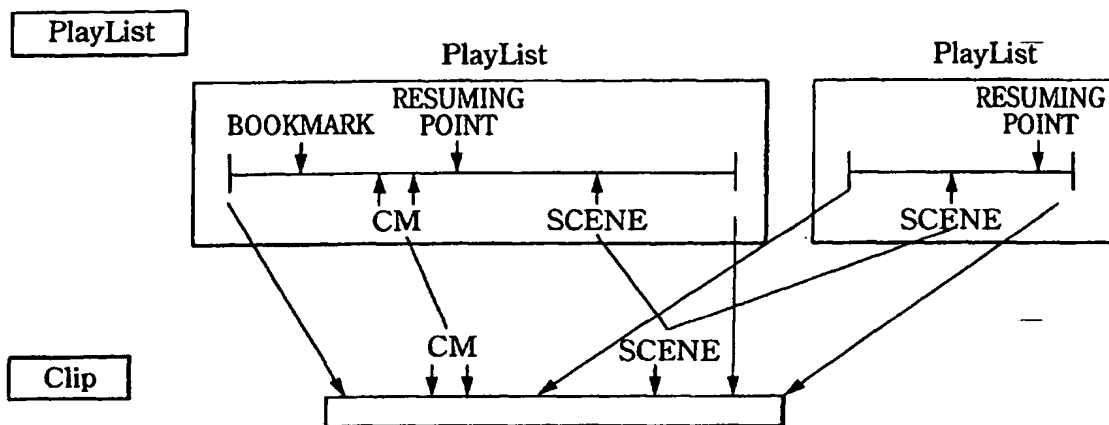 PlayList
PlayList
PlayList
BOOKMARK
RESUMING
POINT
RESUMING
POINT
CM
SCENE
SCENE
CM
SCENE
Clip